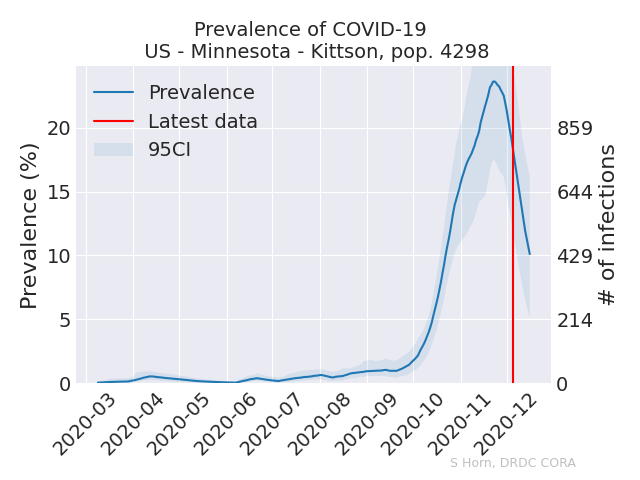 Prevalence of COVID-19
US - Minnesota - Kittson, pop. 4298
Prevalence
Latest data
95CI
Prevalence (%)
20
15
10
5
0
859
644
429
214
0
# of infections
2020-03
2020-04
2020-05
2020-06
2020-07
2020-08
2020-09
2020-10
2020-11
2020-12
S Horn, DRDC CORA